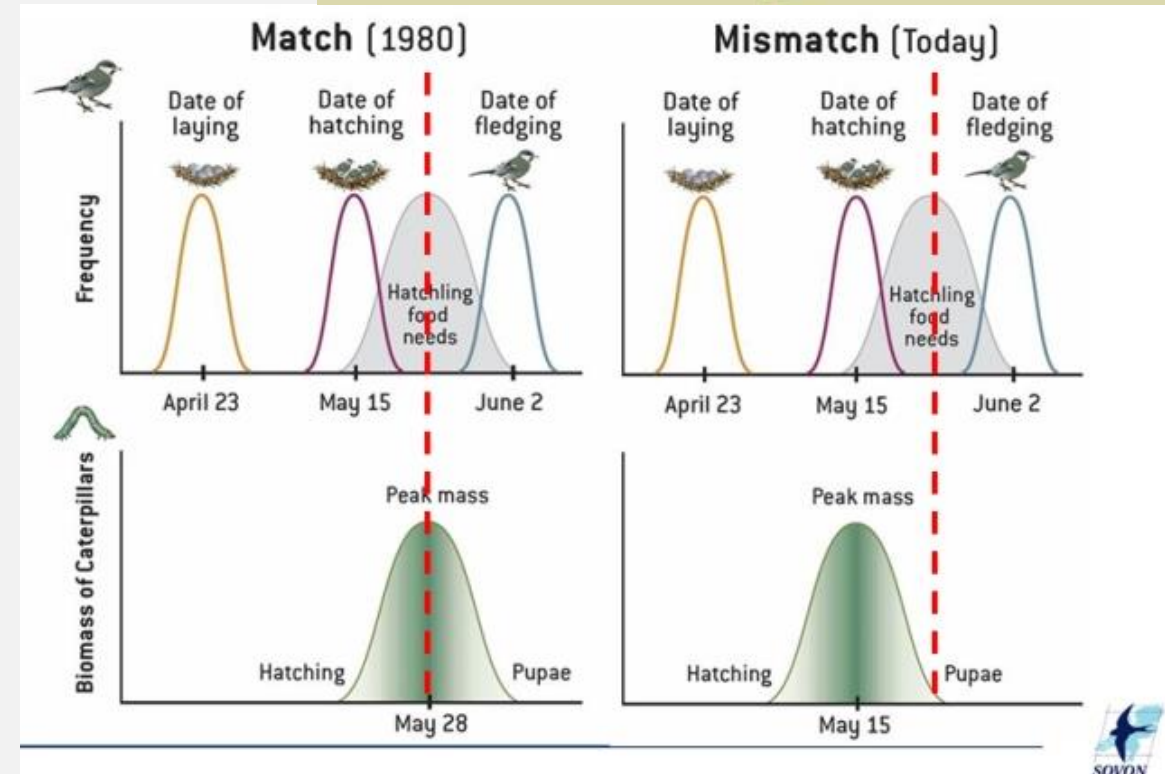 Match (1980)
Date of
laying
Date of
hatching
Date of
fledging
Frequency
Hatchling
food
needs
April 23
May 15
June 2
Biomass of Caterpillars
Peak mass
Hatching
Pupae
May 28
Mismatch (Today)
Date of
laying
Date of
hatching
Date of
fledging
Hatchling
food
needs
April 23
May 15
June 2
Peak mass
Hatching
Pupae
May 15
SOVON